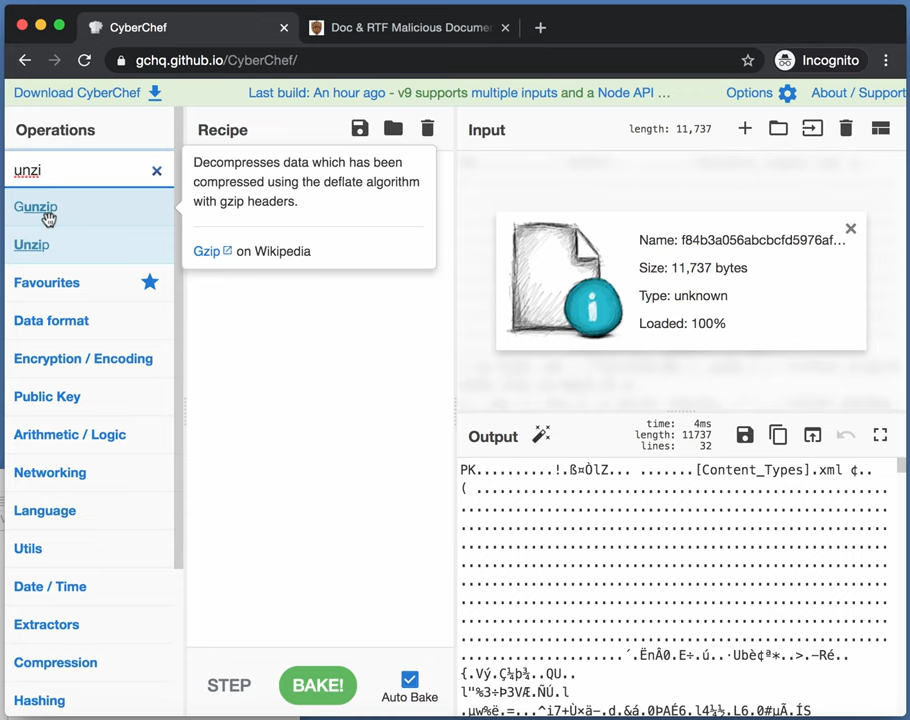 CyberChef
Doc & RTF Malicious Documen
gchq.github.io/CyberChef/
Incognito
Download CyberChef
Last build: An hour ago - v9 supports multiple inputs and a Node API ...
Options
About / Support
Operations
Recipe
Input
length: 11,737
unzi
Gunzip
Unzip
Favourites
Data format
Encryption / Encoding
Public Key
Arithmetic / Logic
Networking
Language
Utils
Date / Time
Extractors
Compression
Hashing
Decompresses data which has been
compressed using the deflate algorithm
with gzip headers.
Gzip on Wikipedia
Name: f84b3a056abcbcfd5976af...
Size: 11,737 bytes
Type: unknown
Loaded: 100%
STEP
BAKE!
Auto Bake
Output
time: 4ms
length: 11737
lines: 32
PK..........!.ß¤ÒlZ... .......[Content_Types].xml ¢..